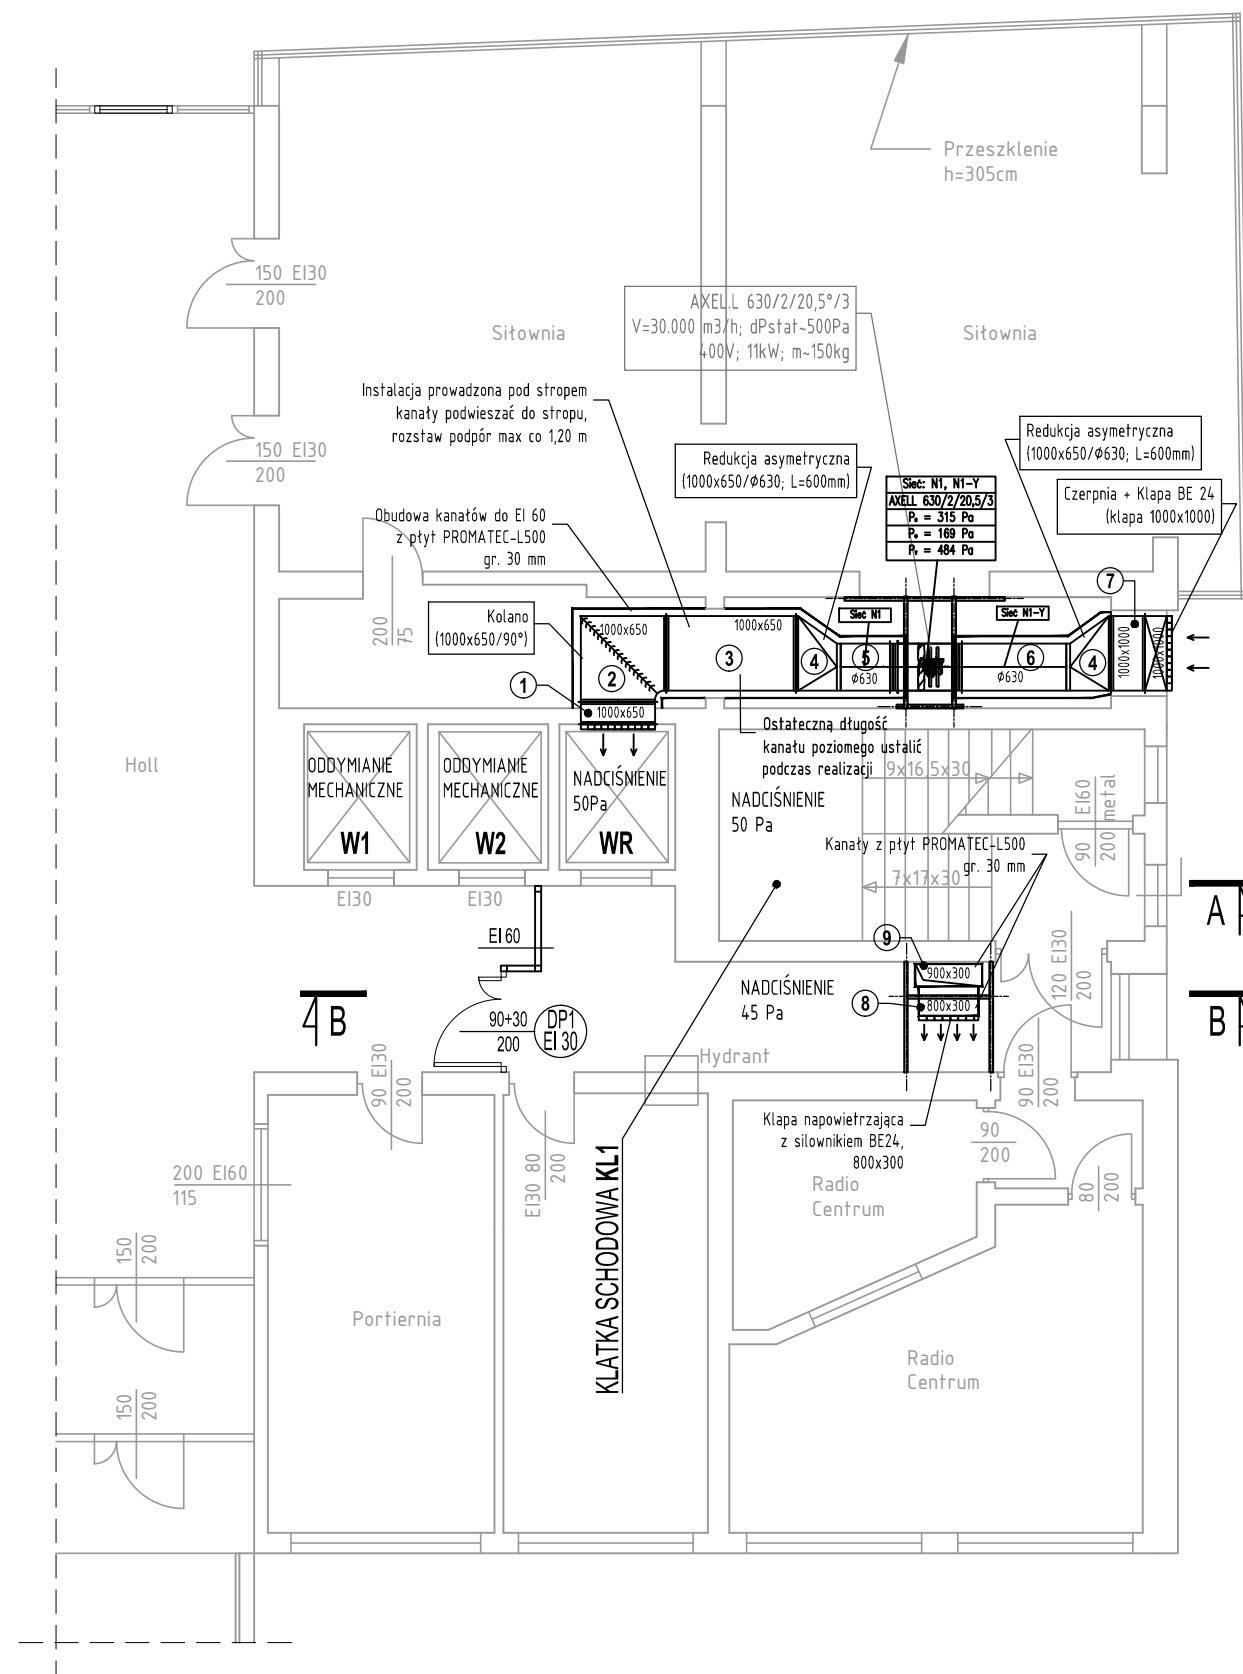 Przeszklenie
h=305cm
150 EI30
200
Siłownia
AXEL.L 630/2/20,5°/3
V=30.000 m3/h; dPstat~500Pa
400V; 11kW; m~150kg
Siłownia
Instalacja prowadzona pod stropem
kanały podwieszać do stropu,
rozstaw podpór max co 1,20 m
150 EI30
200
Redukcja asymetryczna
(1000x650/Φ630; L=600mm)
Redukcja asymetryczna
(1000x650/Φ630; L=600mm)
Sieć: N1, N1-Y
AXELL 630/2/20,5/3
= 315 Pa
= 169 Pa
= 484 Pa
Czerpnia + Klapa BE 24
(klapa 1000x1000)
Obudowa kanałów do EI 60
z płyt PROMATEC-L500
gr. 30 mm
7
200
75
Kolano
(1000x650/90°)
1000x650
1000x650
Sieć N1
Sieć N1-Y
1000x1000
1000x1000
1
2
3
4
5
6
4
Φ630
Φ630
1000x650
Ostateczną długość
kanału poziomego ustalić
podczas realizacji
Holl
ODDYMIANIE
MECHANICZNE
W1
ODDYMIANIE
MECHANICZNE
W2
NADCIŚNIENIE
50Pa
WR
NADCIŚNIENIE
50 Pa
9x16,5x30
90 EI60
200 metal
Kanały z płyt PROMATEC-L500
gr. 30 mm
7x17x30
EI30
EI30
A
EI 60
9
900x300
8
800x300
NADCIŚNIENIE
45 Pa
120 EI30
200
B
B
90+30
200
DP1
EI 30
Hydrant
90 EI30
200
90 EI30
200
EI30 80
200
Klapa napowietrzająca
z silownikiem BE24,
800x300
90
200
80
200
200 EI60
115
KLATKA SCHODOWA KL1
Radio
Centrum
150
200
Portiernia
Radio
Centrum
150
200